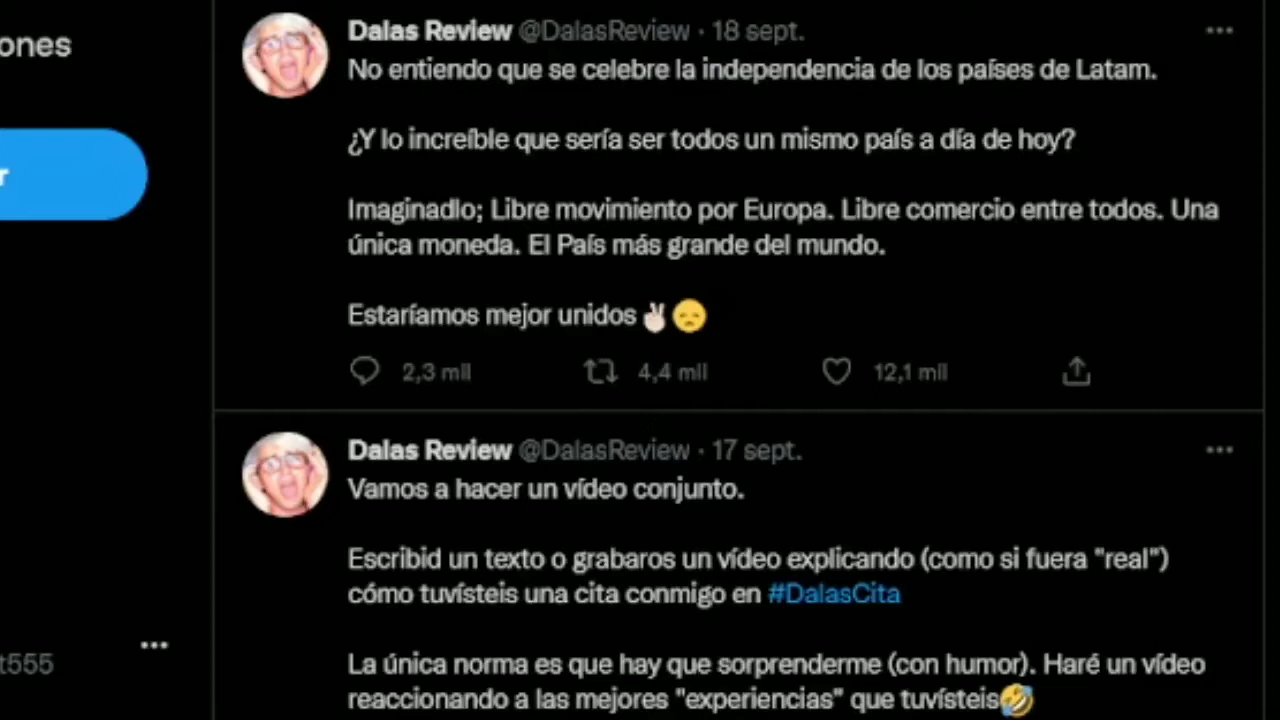 ones
r
Dalas Review @DalasReview · 18 sept.
No entiendo que se celebre la independencia de los países de Latam.
¿Y lo increíble que sería ser todos un mismo país a día de hoy?
Imaginadlo; Libre movimiento por Europa. Libre comercio entre todos. Una
única moneda. El País más grande del mundo.
Estaríamos mejor unidos✌🏻😞
2,3 mil 4,4 mil 12,1 mil
Dalas Review @DalasReview · 17 sept.
Vamos a hacer un vídeo conjunto.
Escribid un texto o grabaros un vídeo explicando (como si fuera "real")
cómo tuvísteis una cita conmigo en #DalasCita
t555
La única norma es que hay que sorprenderme (con humor). Haré un vídeo
reaccionando a las mejores "experiencias" que tuvísteis🤣